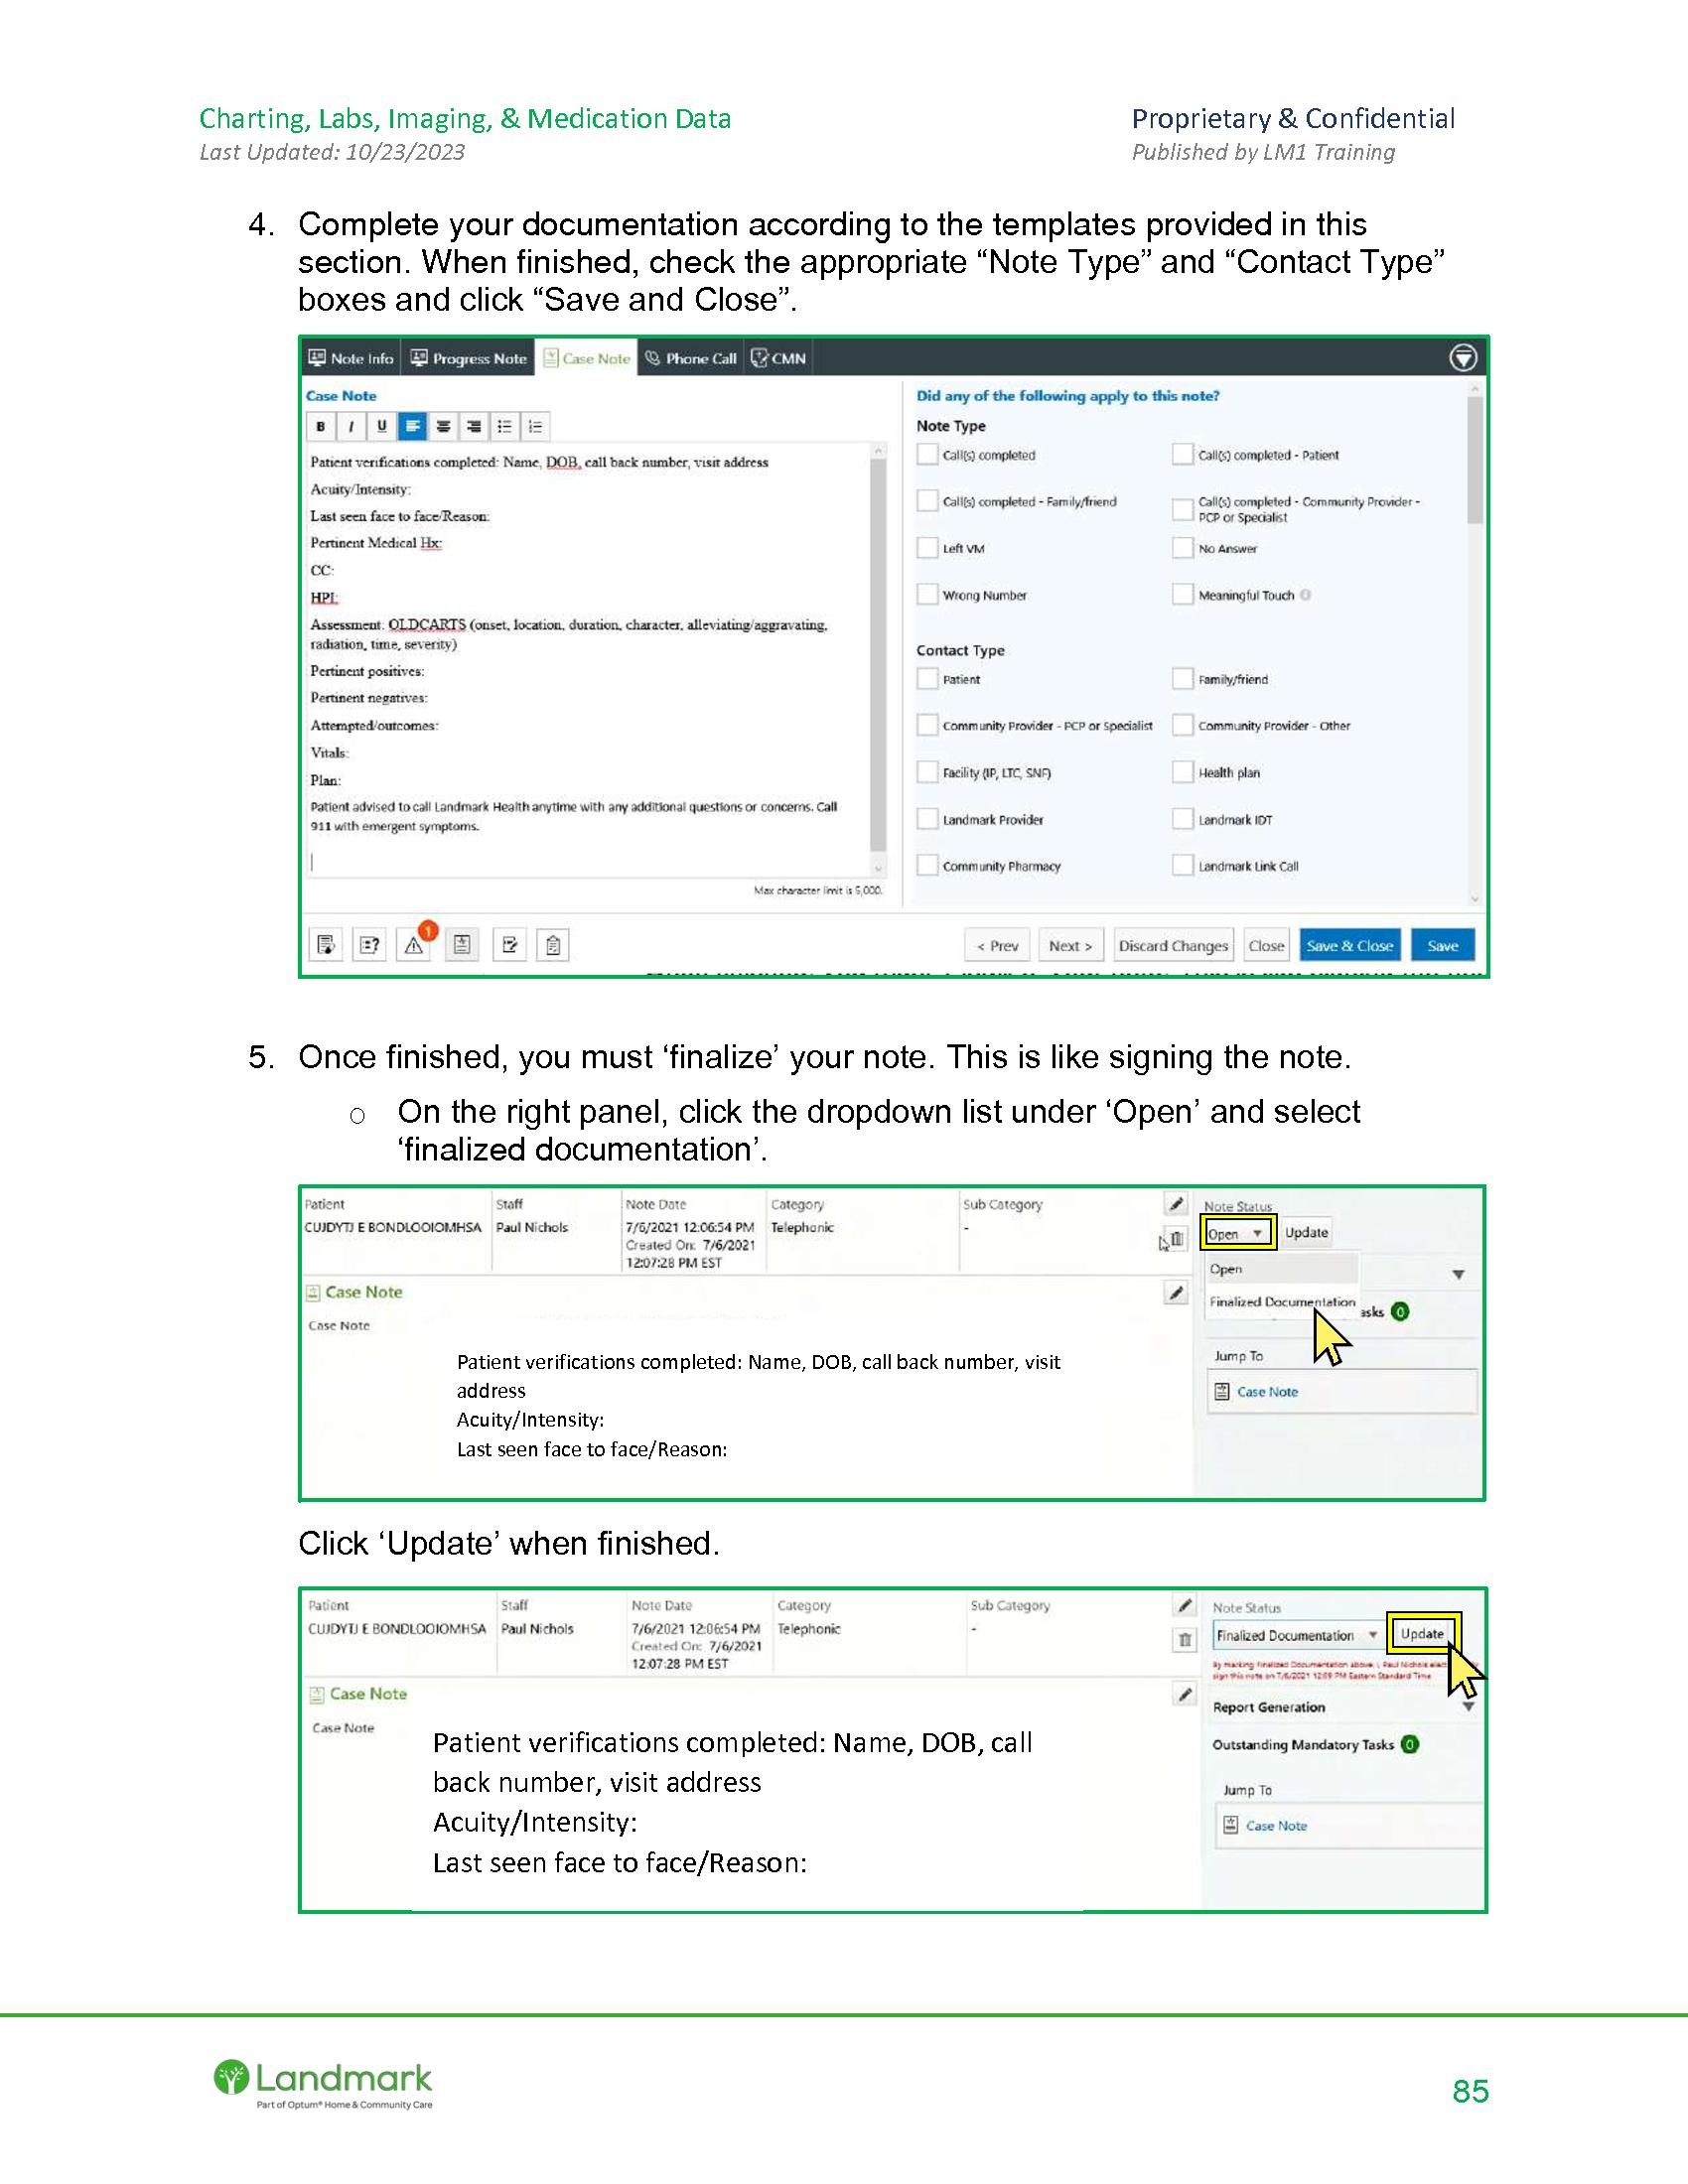 Charting, Labs, Imaging, & Medication Data
Proprietary & Confidential
Last Updated: 10/23/2023
Published by LM1 Training
4. Complete your documentation according to the templates provided in this
section. When finished, check the appropriate “Note Type” and “Contact Type”
boxes and click “Save and Close”.
Note Info Progress Note Case Note Phone Call CMN
Case Note
B I U
Patient verifications completed: Name, DOB, call back number, visit address
Acuity/Intensity:
Last seen face to face/Reason:
Pertinent Medical Hx:
CC:
HPI:
Assessment: OLDCARTS (onset, location, duration, character, alleviating/aggravating,
radiation, time, severity)
Pertinent positives:
Pertinent negatives:
Attempted/outcomes:
Vitals:
Plan:
Patient advised to call Landmark Health anytime with any additional questions or concerns. Call
911 with emergent symptoms.
Max character limit is 5,000.
Did any of the following apply to this note?
Note Type
Call(s) completed
Call(s) completed - Patient
Call(s) completed - Family/friend
Call(s) completed - Community Provider -
PCP or Specialist
Left VM
No Answer
Wrong Number
Meaningful Touch
Contact Type
Patient
Family/friend
Community Provider - PCP or Specialist
Community Provider - Other
Facility (IP, LTC, SNF)
Health plan
Landmark Provider
Landmark IDT
Community Pharmacy
Landmark Link Call
1
< Prev Next > Discard Changes Close Save & Close Save
5. Once finished, you must ‘finalize’ your note. This is like signing the note.
o On the right panel, click the dropdown list under ‘Open’ and select
‘finalized documentation’.
Patient Staff Note Date Category Sub Category
CUJDYTJ E BONDLOOIOMHSA Paul Nichols 7/6/2021 12:06:54 PM Telephonic -
Created On: 7/6/2021
12:07:28 PM EST
Note Status
Open Update
Open
Finalized Documentation
asks 0
Jump To
Case Note
Case Note
Case Note
Patient verifications completed: Name, DOB, call back number, visit
address
Acuity/Intensity:
Last seen face to face/Reason:
Click ‘Update’ when finished.
Patient Staff Note Date Category Sub Category
CUJDYTJ E BONDLOOIOMHSA Paul Nichols 7/6/2021 12:06:54 PM Telephonic -
Created On: 7/6/2021
12:07:28 PM EST
Note Status
Finalized Documentation Update
By marking Finalized Documentation above, I, Paul Nichols
sign this note on 7/6/2021 12:09 PM Eastern Standard Time
Report Generation
Outstanding Mandatory Tasks 0
Jump To
Case Note
Case Note
Case Note
Patient verifications completed: Name, DOB, call
back number, visit address
Acuity/Intensity:
Last seen face to face/Reason:
Landmark
Part of Optum® Home & Community Care
85